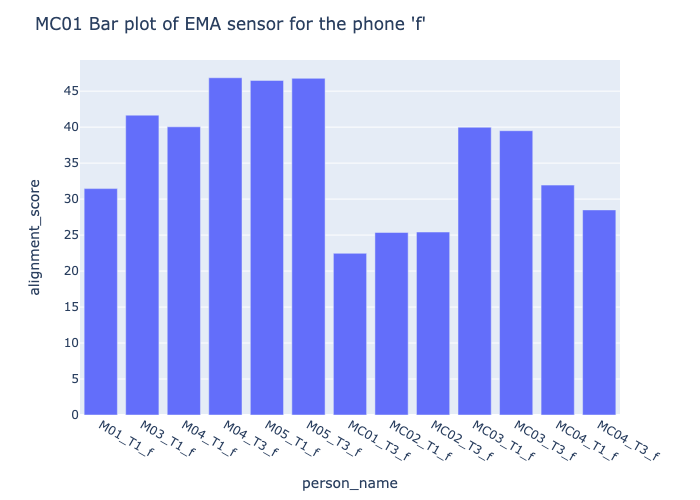 MC01 Bar plot of EMA sensor for the phone 'f'
alignment_score
45
40
35
30
25
20
15
10
5
0
M01_T1_f
M03_T1_f
M04_T1_f
M04_T3_f
M05_T1_f
M05_T3_f
MC01_T3_f
MC02_T1_f
MC02_T3_f
MC03_T1_f
MC03_T3_f
MC04_T1_f
MC04_T3_f
person_name